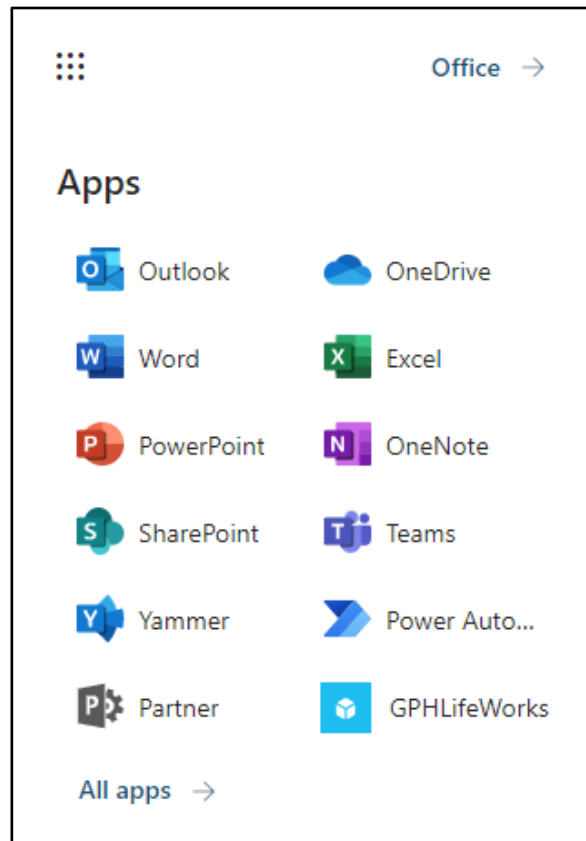 Office
Apps
Outlook OneDrive
Word Excel
PowerPoint OneNote
SharePoint Teams
Yammer Power Auto...
Partner GPHLifeWorks
All apps